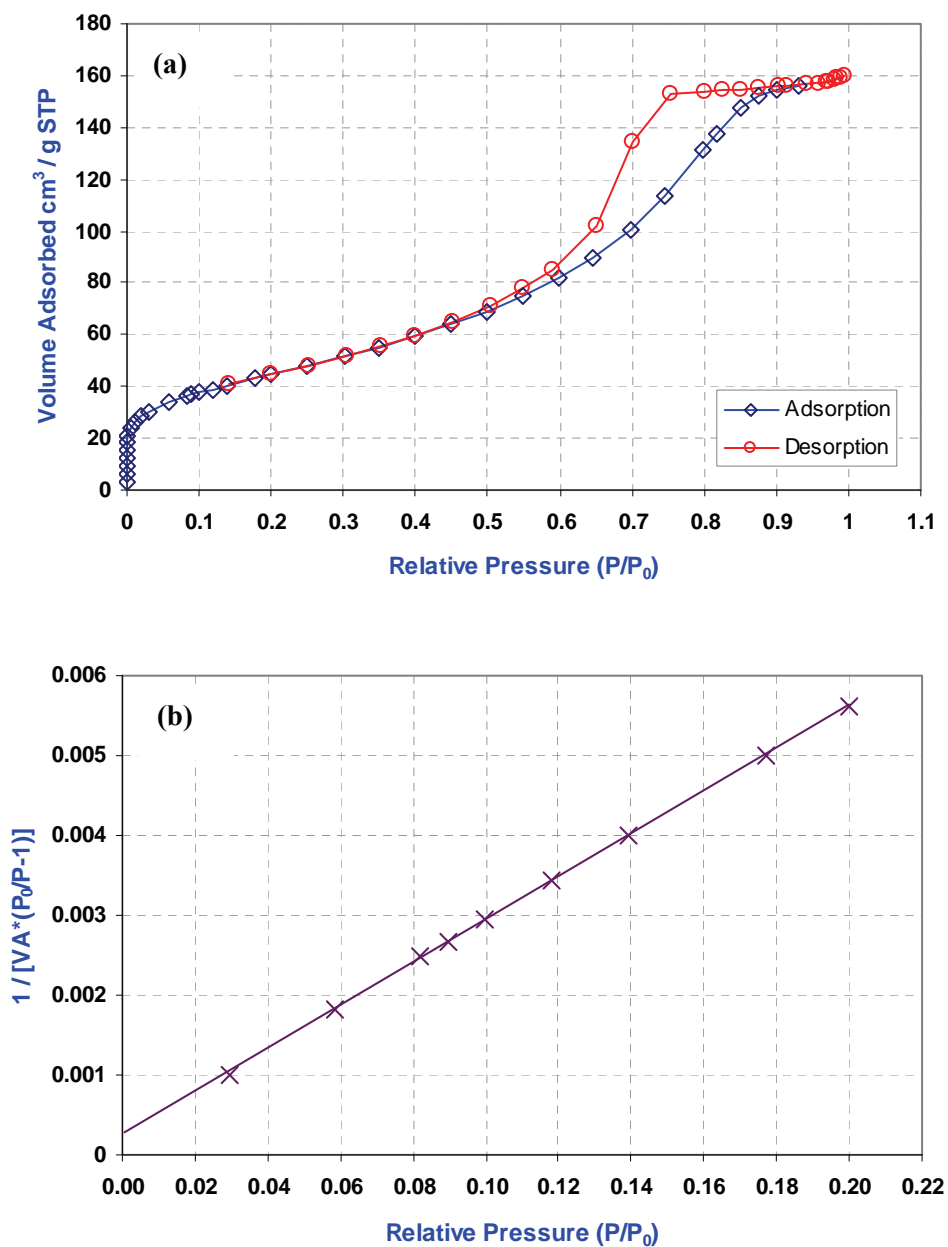 (a)
180
160
140
120
100
80
60
40
20
0
Volume Adsorbed cm³ / g STP
Adsorption
Desorption
0 0.1 0.2 0.3 0.4 0.5 0.6 0.7 0.8 0.9 1 1.1
Relative Pressure (P/P₀)
(b)
0.006
0.005
0.004
0.003
0.002
0.001
0
1 / [VA*(P₀/P-1)]
0.00 0.02 0.04 0.06 0.08 0.10 0.12 0.14 0.16 0.18 0.20 0.22
Relative Pressure (P/P₀)